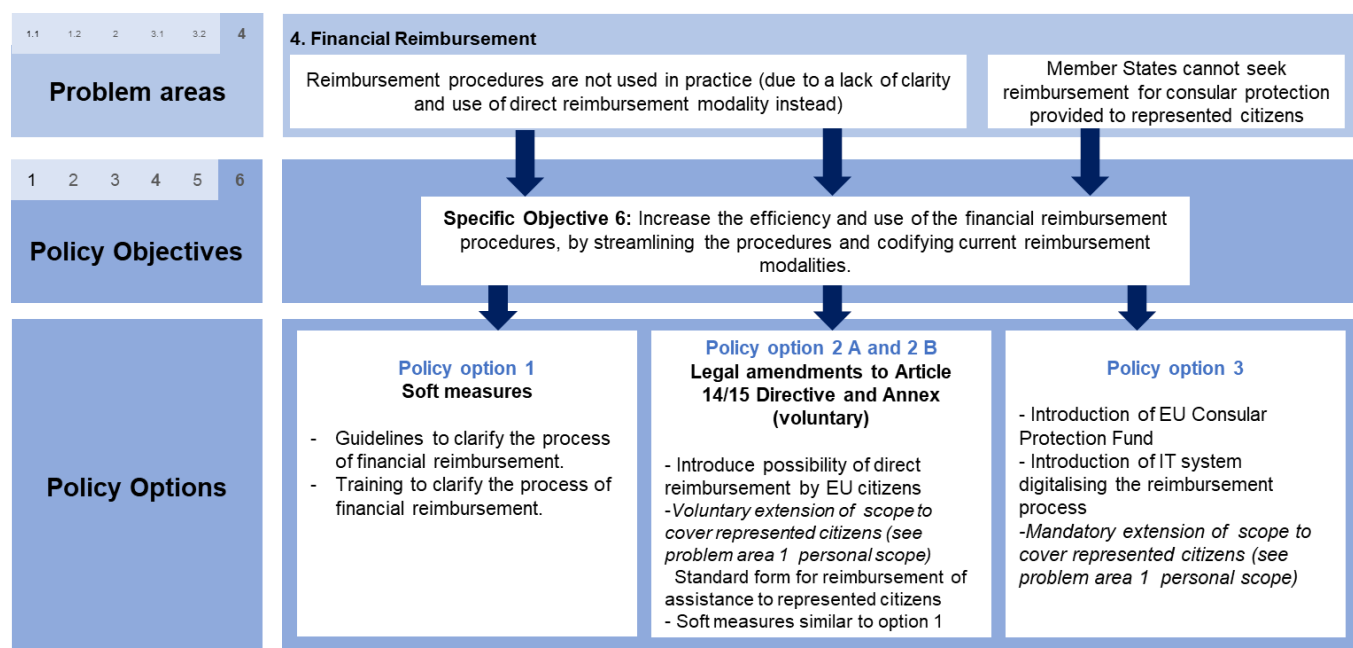 1.1 1.2 2 3.1 3.2 4
Problem areas
4. Financial Reimbursement
Reimbursement procedures are not used in practice (due to a lack of clarity
and use of direct reimbursement modality instead)
Member States cannot seek
reimbursement for consular protection
provided to represented citizens
1 2 3 4 5 6
Policy Objectives
Specific Objective 6: Increase the efficiency and use of the financial reimbursement
procedures, by streamlining the procedures and codifying current reimbursement
modalities.
Policy Options
Policy option 1
Soft measures
- Guidelines to clarify the process
of financial reimbursement.
- Training to clarify the process of
financial reimbursement.
Policy option 2 A and 2 B
Legal amendments to Article
14/15 Directive and Annex
(voluntary)
- Introduce possibility of direct
reimbursement by EU citizens
-Voluntary extension of scope to
cover represented citizens (see
problem area 1 personal scope)
Standard form for reimbursement of
assistance to represented citizens
- Soft measures similar to option 1
Policy option 3
- Introduction of EU Consular
Protection Fund
- Introduction of IT system
digitalising the reimbursement
process
-Mandatory extension of scope to
cover represented citizens (see
problem area 1 personal scope)